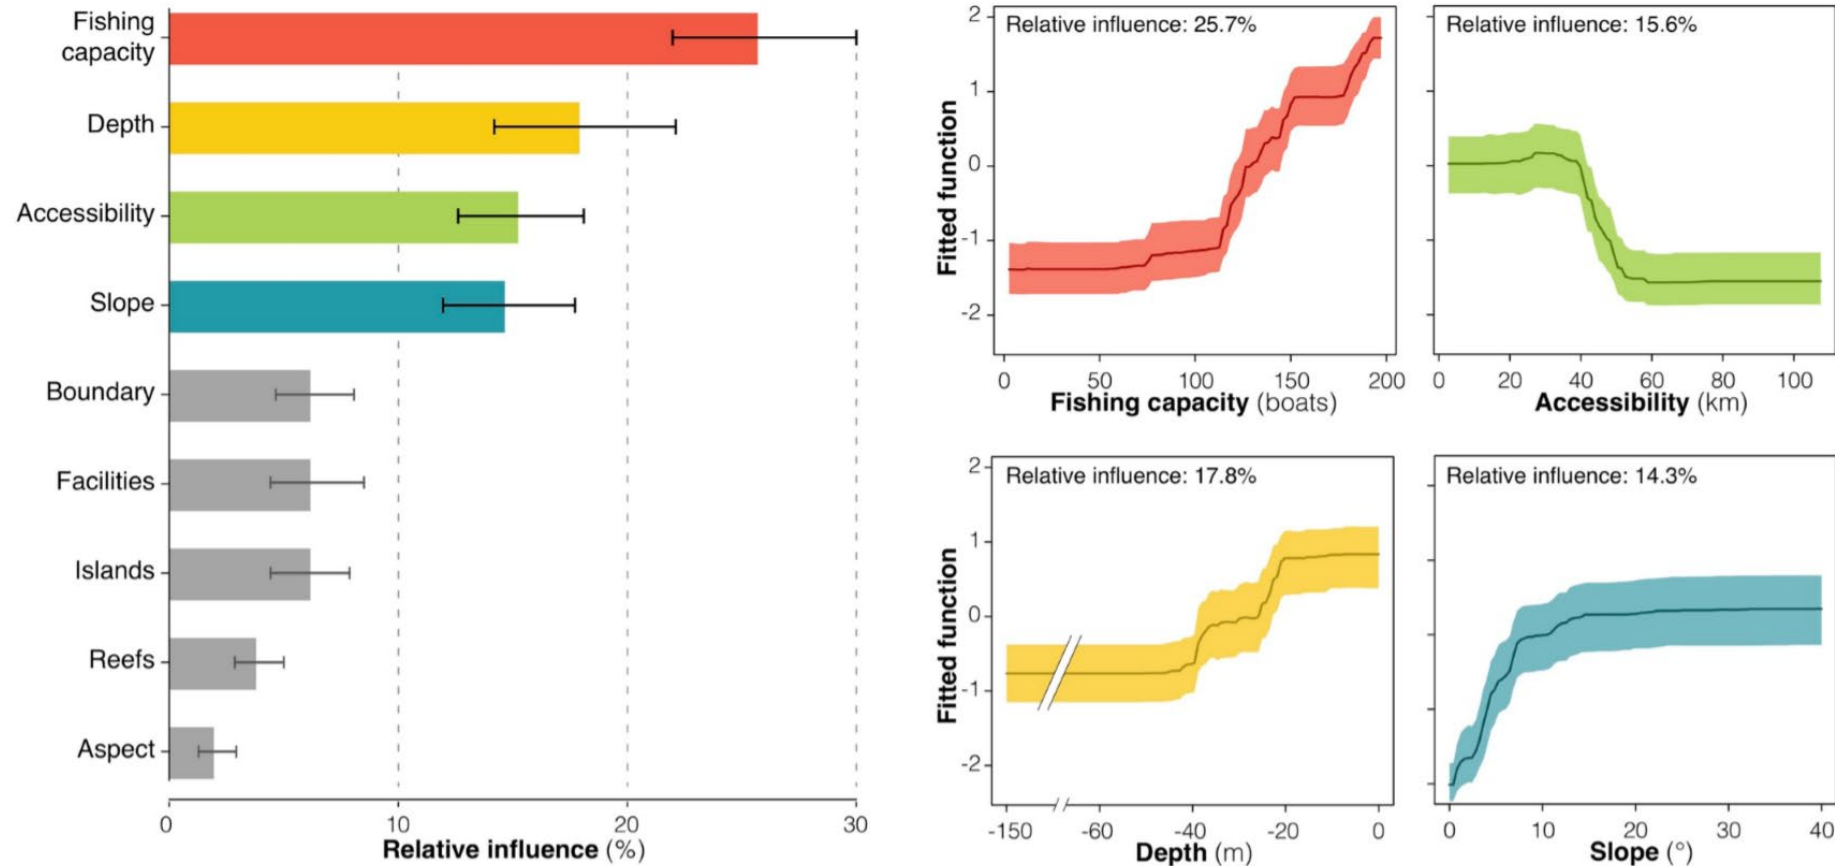 Fishing
capacity
Depth
Accessibility
Slope
Boundary
Facilities
Islands
Reefs
Aspect
0
10
20
30
Relative influence (%)
Relative influence: 25.7%
2
1
0
-1
-2
Fitted function
0
50
100
150
200
Fishing capacity (boats)
Relative influence: 15.6%
0
20
40
60
80
100
Accessibility (km)
Relative influence: 17.8%
2
1
0
-1
-2
Fitted function
-150
-60
-40
-20
0
Depth (m)
Relative influence: 14.3%
0
10
20
30
40
Slope (°)